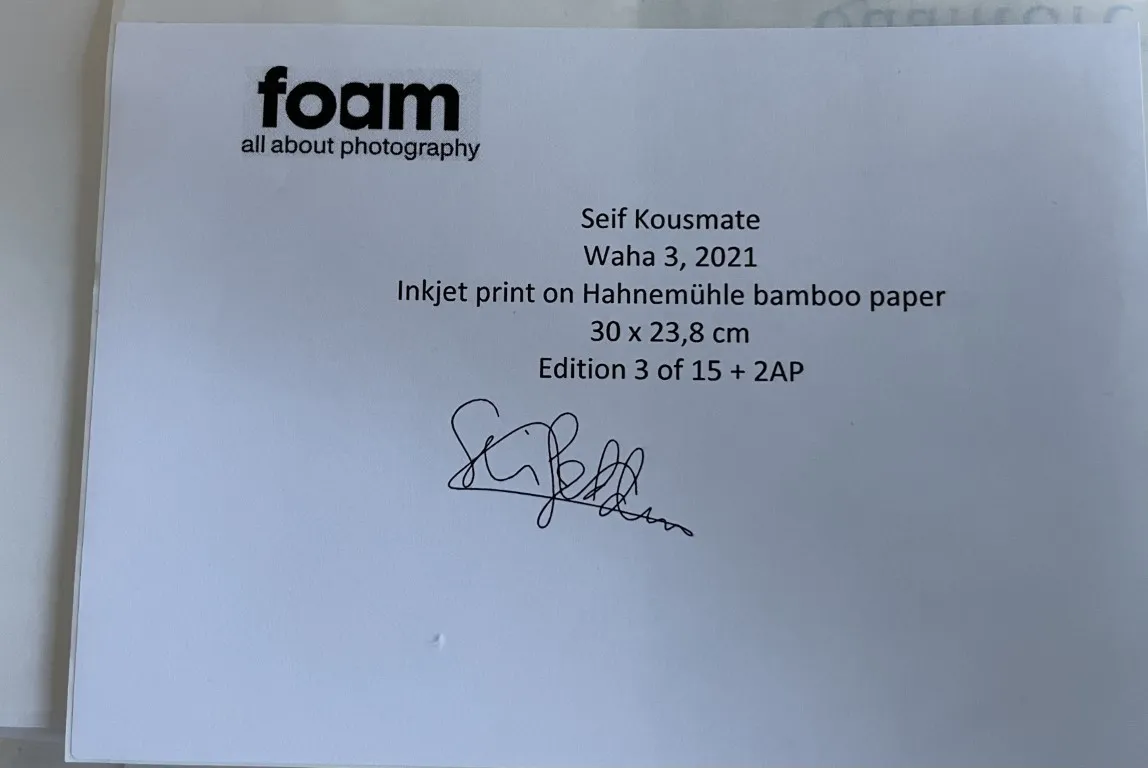 foam
all about photography
Seif Kousmate
Waha 3, 2021
Inkjet print on Hahnemühle bamboo paper
30 x 23,8 cm
Edition 3 of 15 + 2AP